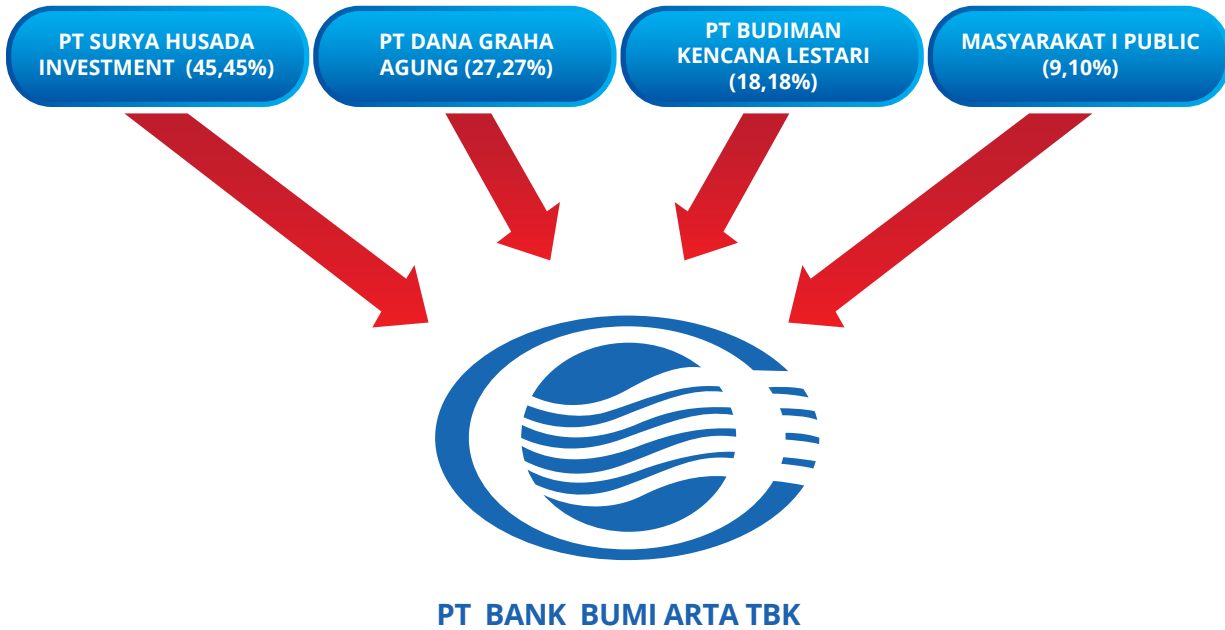 PT SURYA HUSADA
INVESTMENT (45,45%)
PT DANA GRAHA
AGUNG (27,27%)
PT BUDIMAN
KENCANA LESTARI
(18,18%)
MASYARAKAT I PUBLIC
(9,10%)
PT BANK BUMI ARTA TBK